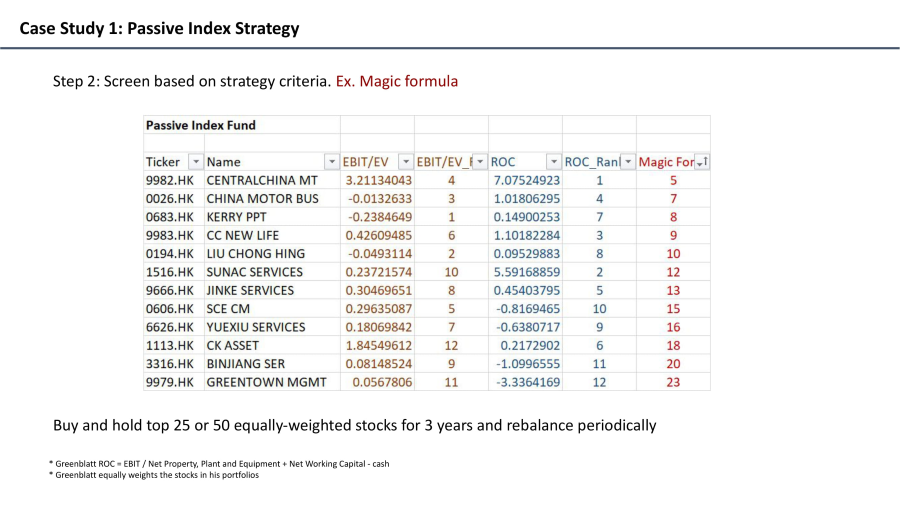 Case Study 1: Passive Index Strategy
Step 2: Screen based on strategy criteria. Ex. Magic formula
Passive Index Fund
Ticker Name EBIT/EV EBIT/EV_ ROC ROC_Ran Magic For
9982.HK CENTRALCHINA MT 3.21134043 4 7.07524923 1 5
0026.HK CHINA MOTOR BUS -0.0132633 3 1.01806295 4 7
0683.HK KERRY PPT -0.2384649 1 0.14900253 7 8
9983.HK CC NEW LIFE 0.42609485 6 1.10182284 3 9
0194.HK LIU CHONG HING -0.0493114 2 0.09529883 8 10
1516.HK SUNAC SERVICES 0.23721574 10 5.59168859 2 12
9666.HK JINKE SERVICES 0.30469651 8 0.45403795 5 13
0606.HK SCE CM 0.29635087 5 -0.8169465 10 15
6626.HK YUEXIU SERVICES 0.18069842 7 -0.6380717 9 16
1113.HK CK ASSET 1.84549612 12 0.2172902 6 18
3316.HK BINJIANG SER 0.08148524 9 -1.0996555 11 20
9979.HK GREENTOWN MGMT 0.0567806 11 -3.3364169 12 23
Buy and hold top 25 or 50 equally-weighted stocks for 3 years and rebalance periodically
* Greenblatt ROC = EBIT / Net Property, Plant and Equipment + Net Working Capital - cash
* Greenblatt equally weights the stocks in his portfolios